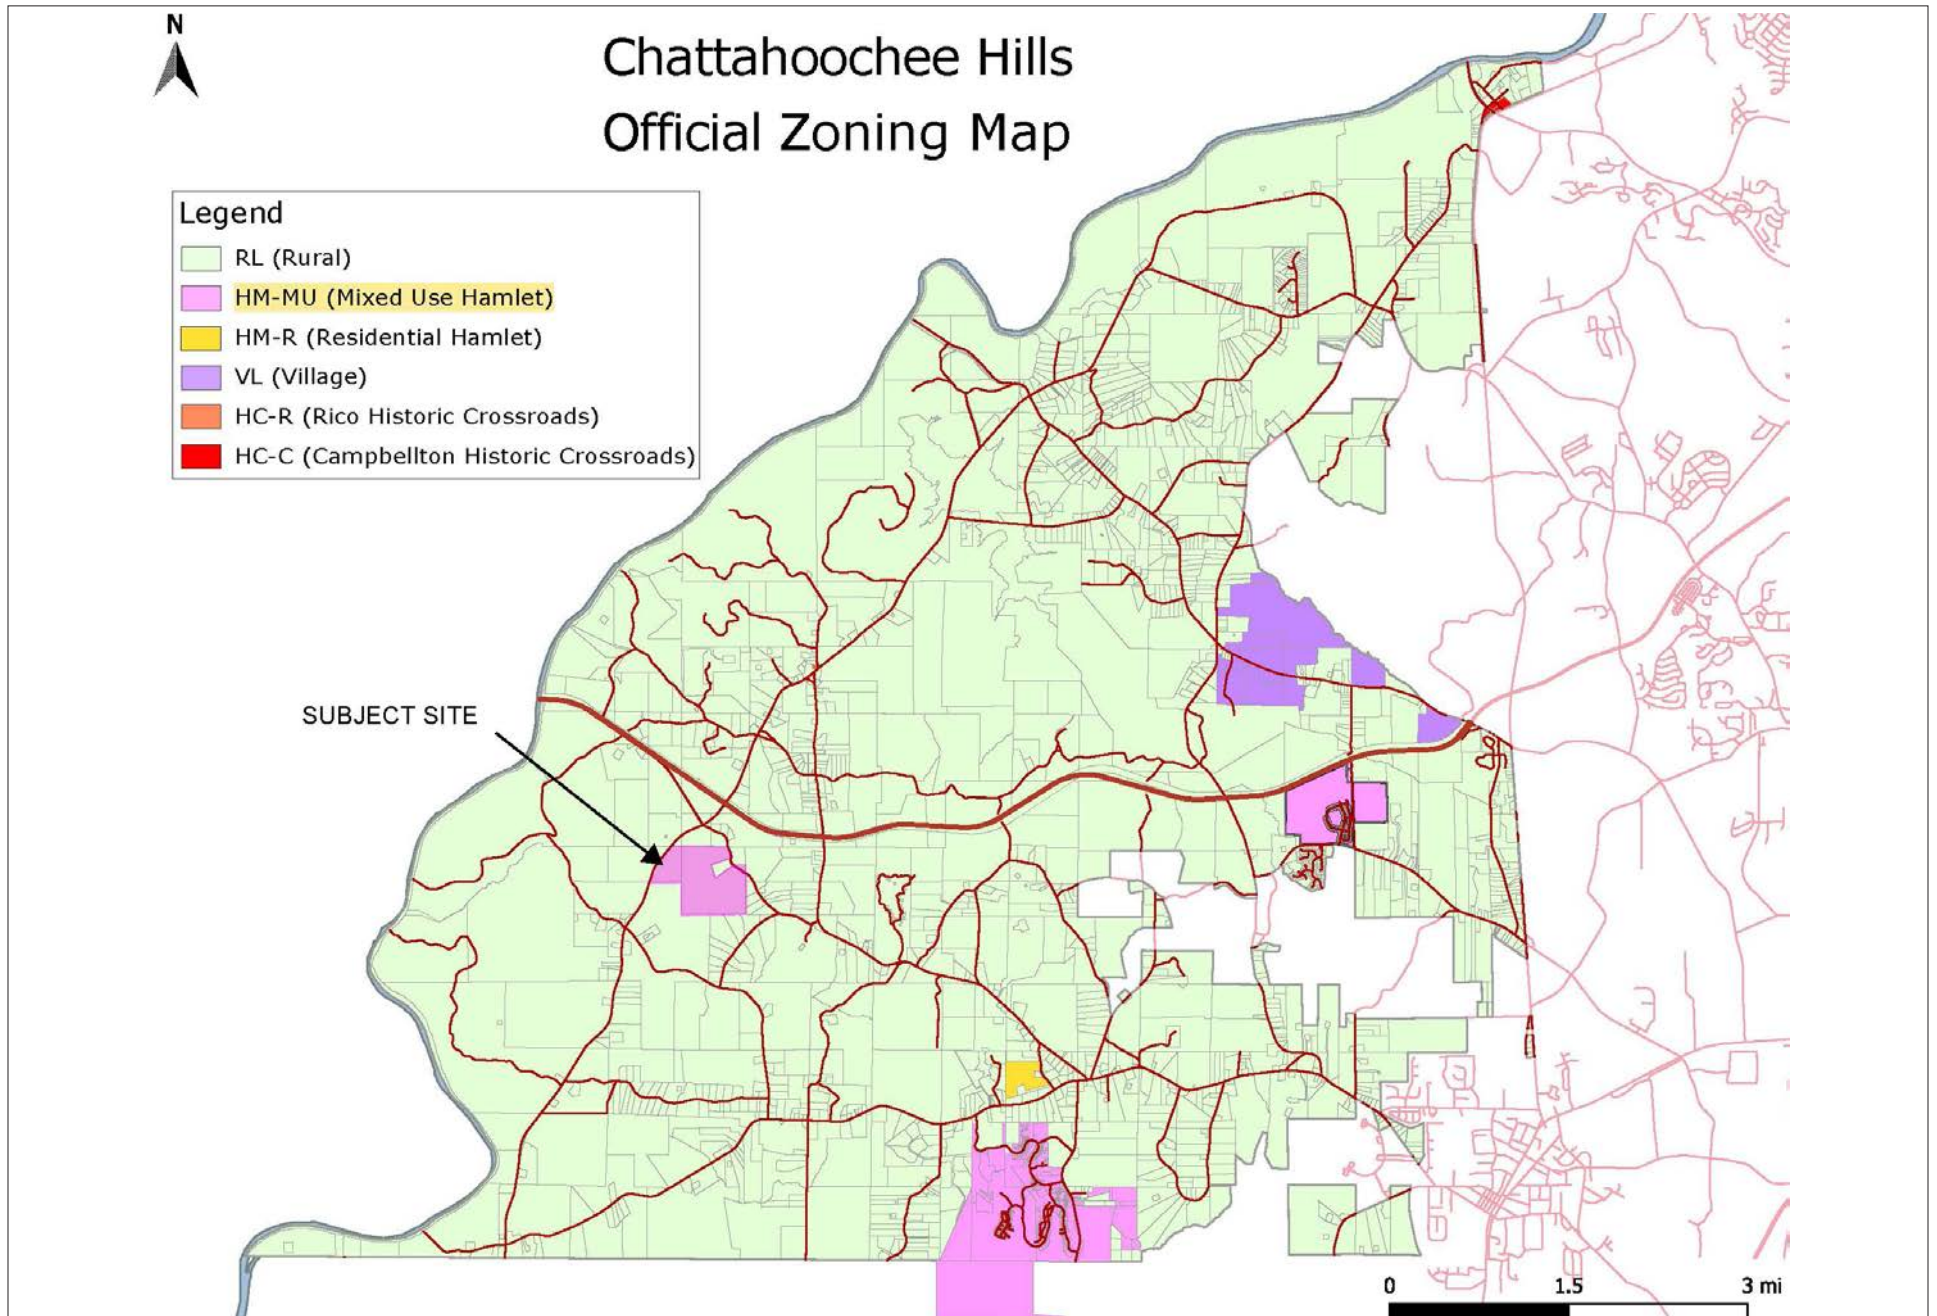 N
Chattahoochee Hills
Official Zoning Map
Legend
RL (Rural)
HM-MU (Mixed Use Hamlet)
HM-R (Residential Hamlet)
VL (Village)
HC-R (Rico Historic Crossroads)
HC-C (Campbellton Historic Crossroads)
SUBJECT SITE
0 1.5 3 mi